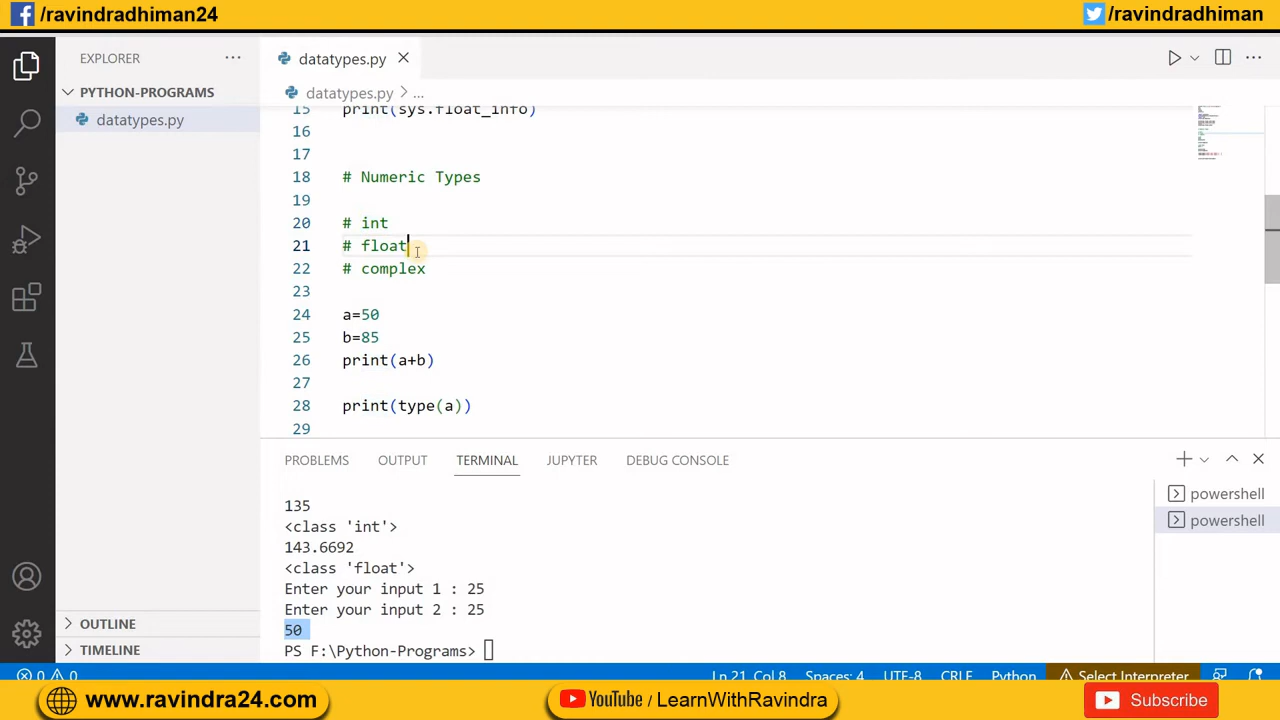 /ravindradhiman24
/ravindradhiman
EXPLORER
datatypes.py
PYTHON-PROGRAMS
datatypes.py > ...
datatypes.py
15 print(sys.float_info)
16
17
18 # Numeric Types
19
20 # int
21 # float
22 # complex
23
24 a=50
25 b=85
26 print(a+b)
27
28 print(type(a))
29
PROBLEMS OUTPUT TERMINAL JUPYTER DEBUG CONSOLE
135
<class 'int'>
143.6692
<class 'float'>
Enter your input 1 : 25
Enter your input 2 : 25
50
PS F:\Python-Programs>
powershell
powershell
OUTLINE
TIMELINE
0 0 Ln 21, Col 8 Spaces: 4 UTF-8 CRLF Python Select Interpreter
www.ravindra24.com
YouTube / LearnWithRavindra
Subscribe